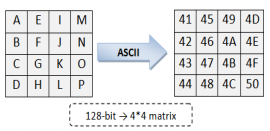 A E I M 41 45 49 4D
B F J N 42 46 4A 4E
ASCII
C G K O 43 47 4B 4F
D H L P 44 48 4C 50
128-bit → 4*4 matrix